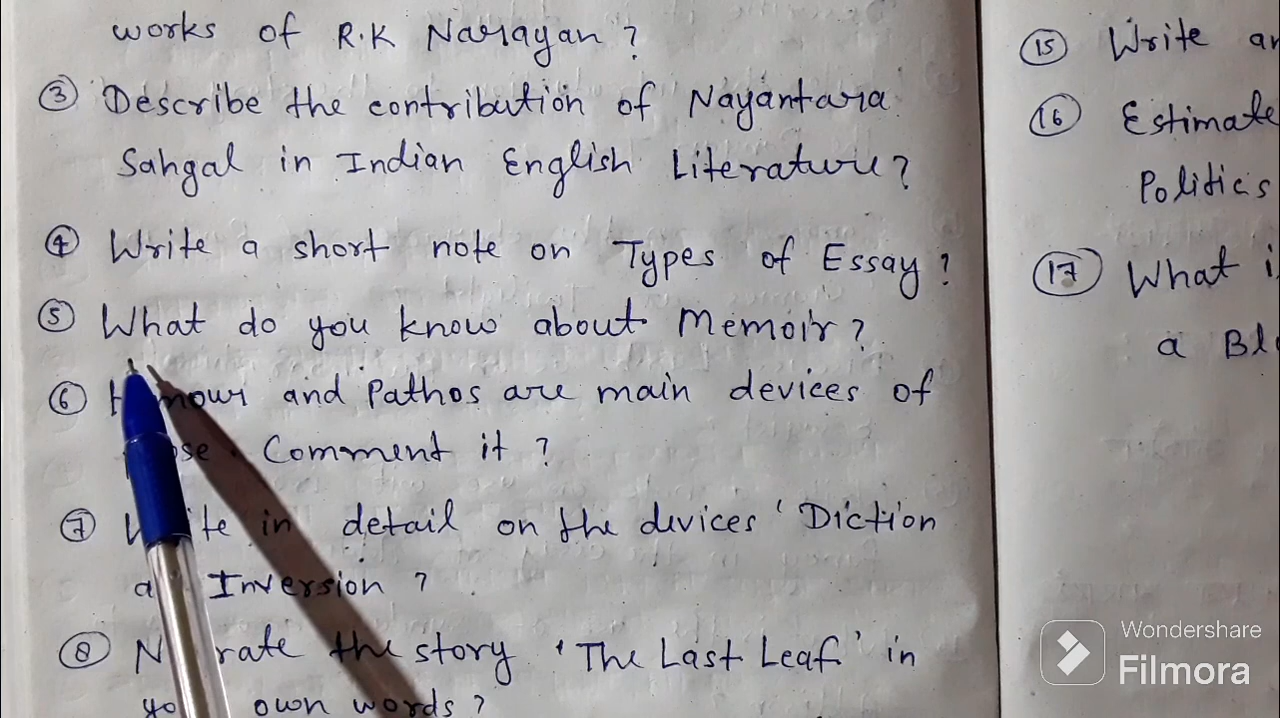 works of R.K Narayan ?
③ Describe the contribution of Nayantara
Sahgal in Indian English Literature ?
④ Write a short note on Types of Essay ?
⑤ What do you know about Memoir ?
⑥ and Pathos are main devices of
Comment it ?
⑦ in detail on the devices ' Diction
Inversion ?
⑧ the story ' The Last Leaf ' in
own words ?
⑮ Write
⑯ Estimate
Politics
⑰ What
a
Wondershare
Filmora